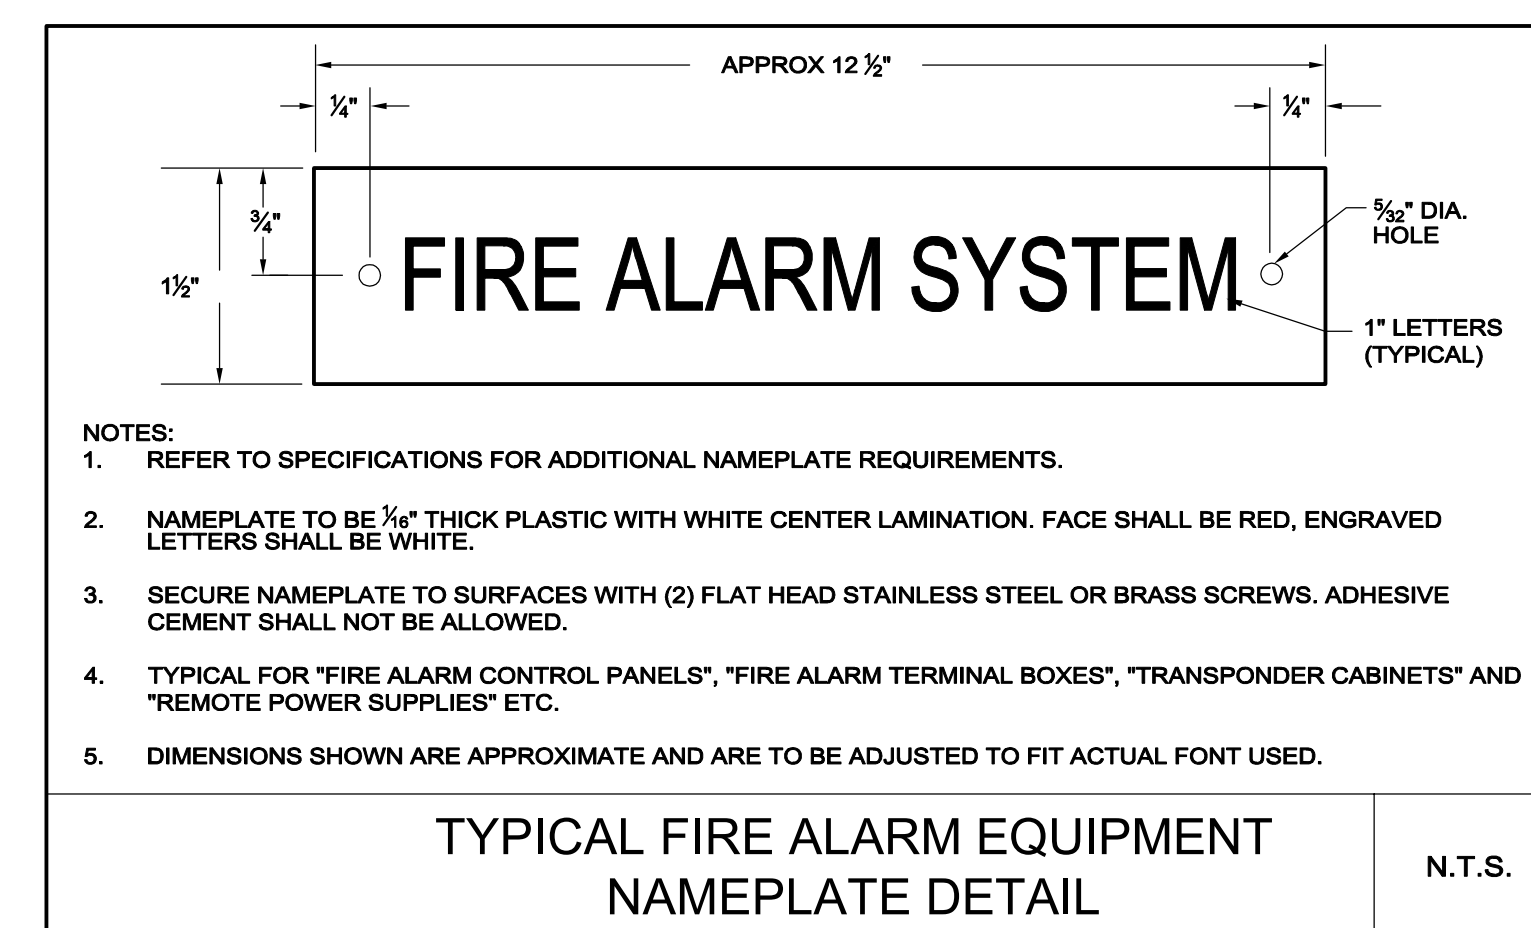 APPROX 12 ½"
¼"
¼"
¾"
1½"
FIRE ALARM SYSTEM
5⁄32" DIA.
HOLE
1" LETTERS
(TYPICAL)
NOTES:
1. REFER TO SPECIFICATIONS FOR ADDITIONAL NAMEPLATE REQUIREMENTS.
2. NAMEPLATE TO BE 1⁄16" THICK PLASTIC WITH WHITE CENTER LAMINATION. FACE SHALL BE RED, ENGRAVED
LETTERS SHALL BE WHITE.
3. SECURE NAMEPLATE TO SURFACES WITH (2) FLAT HEAD STAINLESS STEEL OR BRASS SCREWS. ADHESIVE
CEMENT SHALL NOT BE ALLOWED.
4. TYPICAL FOR "FIRE ALARM CONTROL PANELS", "FIRE ALARM TERMINAL BOXES", "TRANSPONDER CABINETS" AND
"REMOTE POWER SUPPLIES" ETC.
5. DIMENSIONS SHOWN ARE APPROXIMATE AND ARE TO BE ADJUSTED TO FIT ACTUAL FONT USED.
TYPICAL FIRE ALARM EQUIPMENT
NAMEPLATE DETAIL
N.T.S.